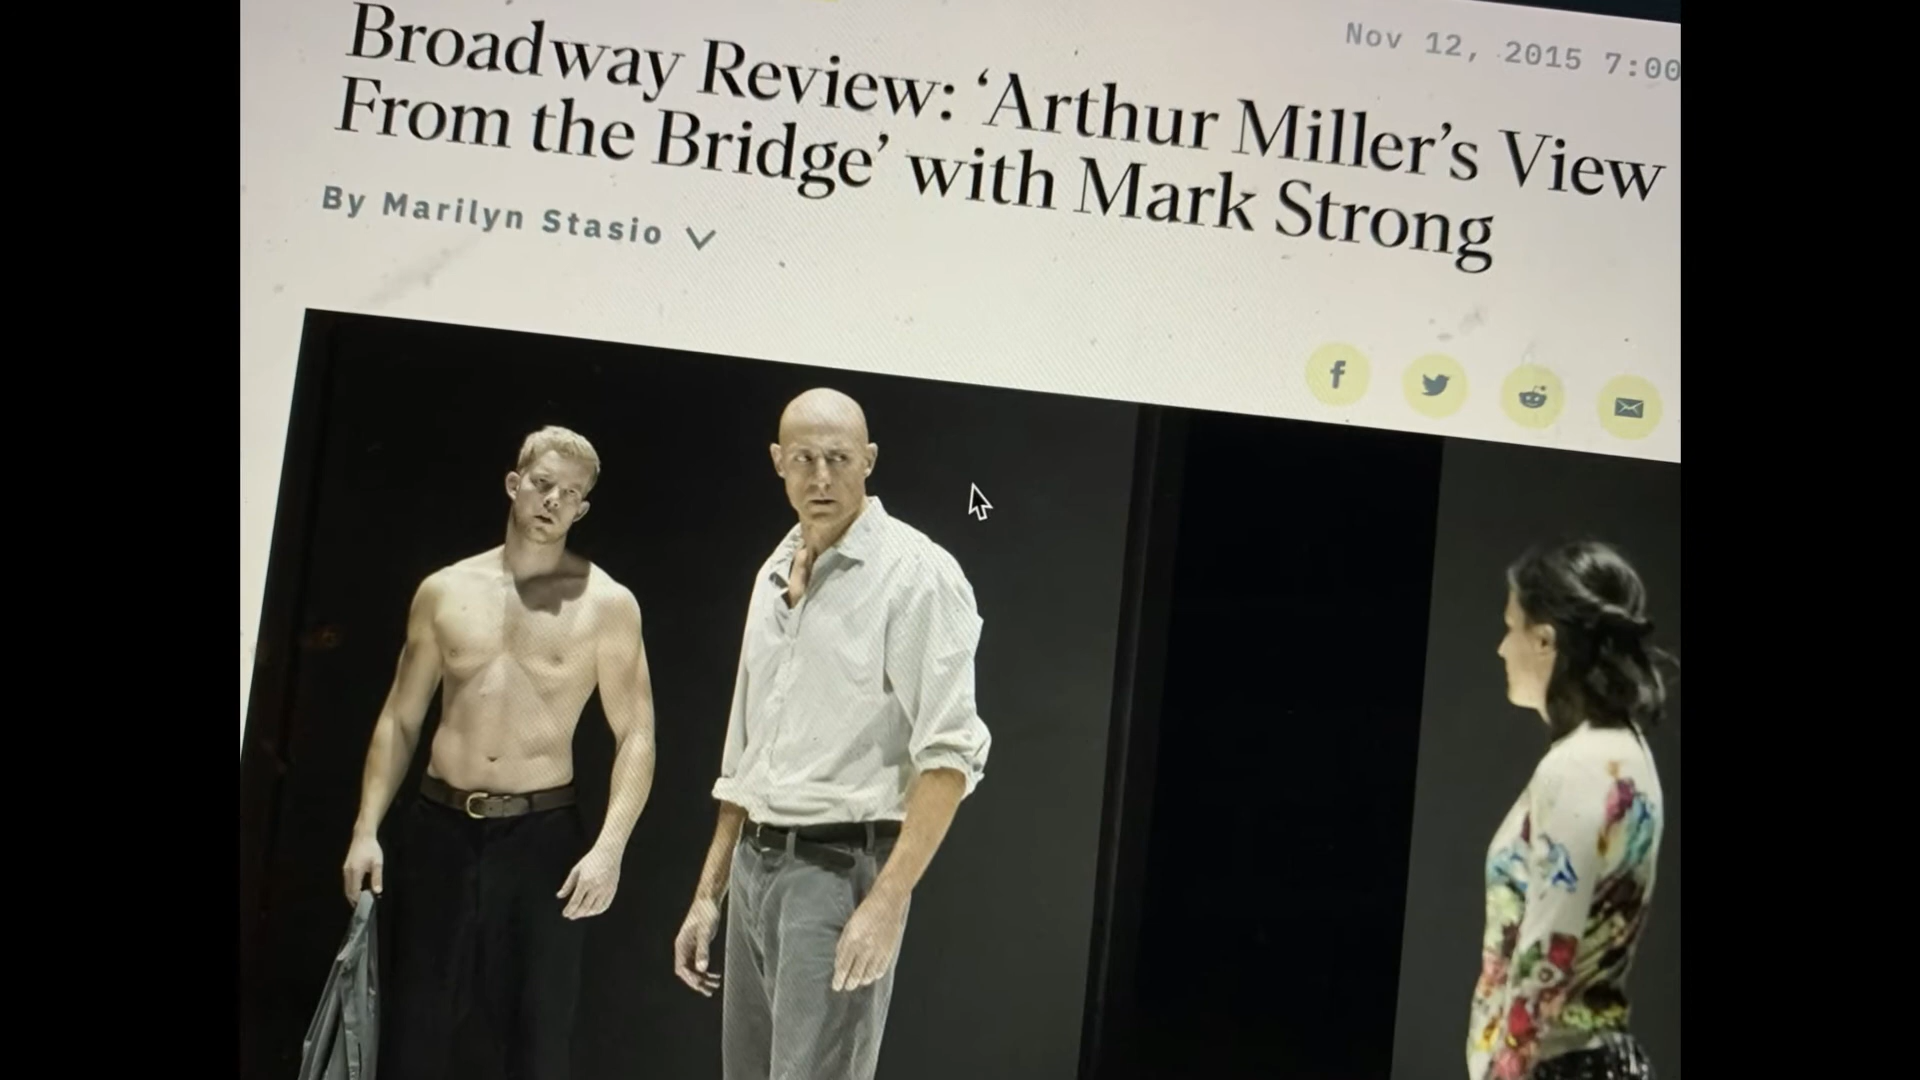 Nov 12, 2015 7:00
Broadway Review: ‘Arthur Miller’s View
From the Bridge’ with Mark Strong
By Marilyn Stasio
f